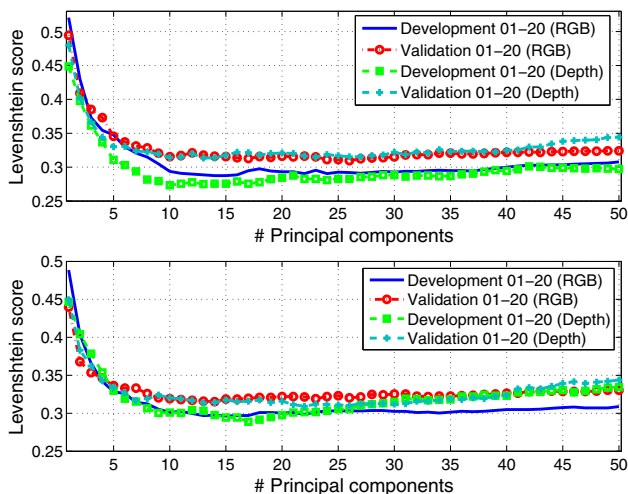 0.5
0.45
0.4
0.35
0.3
0.25
Levenshtein score
Development 01−20 (RGB)
Validation 01−20 (RGB)
Development 01−20 (Depth)
Validation 01−20 (Depth)
5 10 15 20 25 30 35 40 45 50
# Principal components
0.5
0.45
0.4
0.35
0.3
0.25
Levenshtein score
Development 01−20 (RGB)
Validation 01−20 (RGB)
Development 01−20 (Depth)
Validation 01−20 (Depth)
5 10 15 20 25 30 35 40 45 50
# Principal components